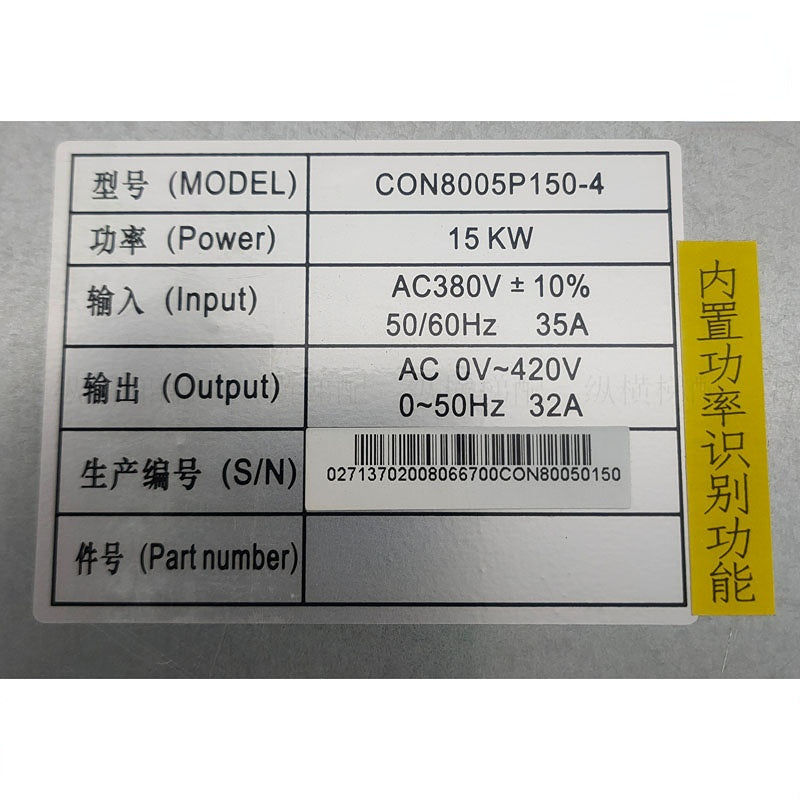 型号 (MODEL) CON8005P150-4
功率 (Power) 15 KW
输入 (Input) AC380V ± 10%
50/60Hz 35A
输出 (Output) AC 0V~420V
0~50Hz 32A
生产编号 (S/N) 02713702008066700CON80050150
件号 (Part number)
内置功率识别功能